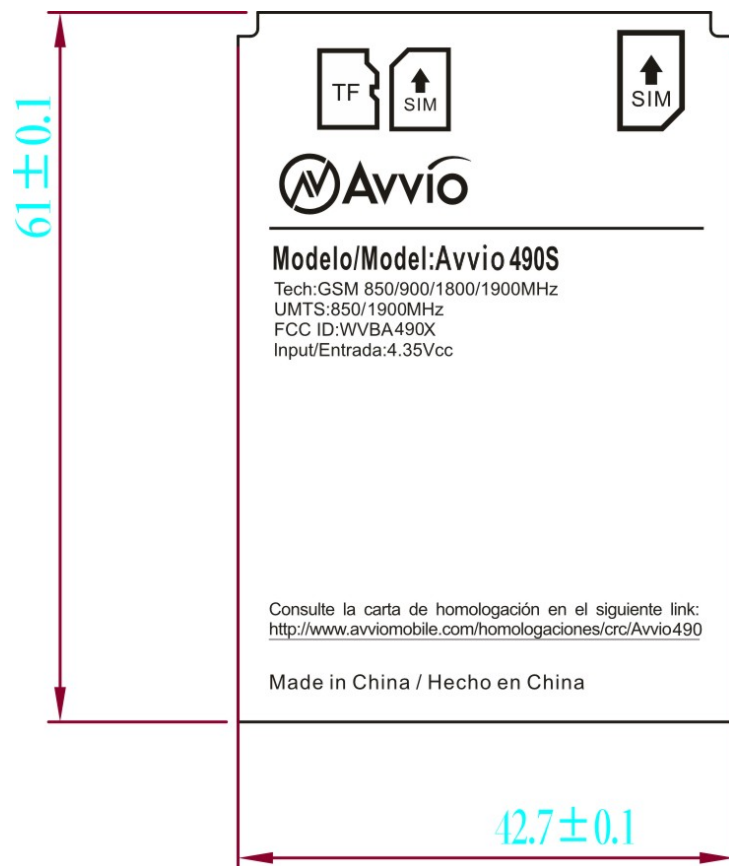 TF
SIM
SIM
Avvio
Modelo/Model:Avvio 490S
Tech:GSM 850/900/1800/1900MHz
UMTS:850/1900MHz
FCC ID:WVBA490X
Input/Entrada:4.35Vcc
Consulte la carta de homologación en el siguiente link:
http://www.avviomobile.com/homologaciones/crc/Avvio490
Made in China / Hecho en China
61±0.1
42.7±0.1